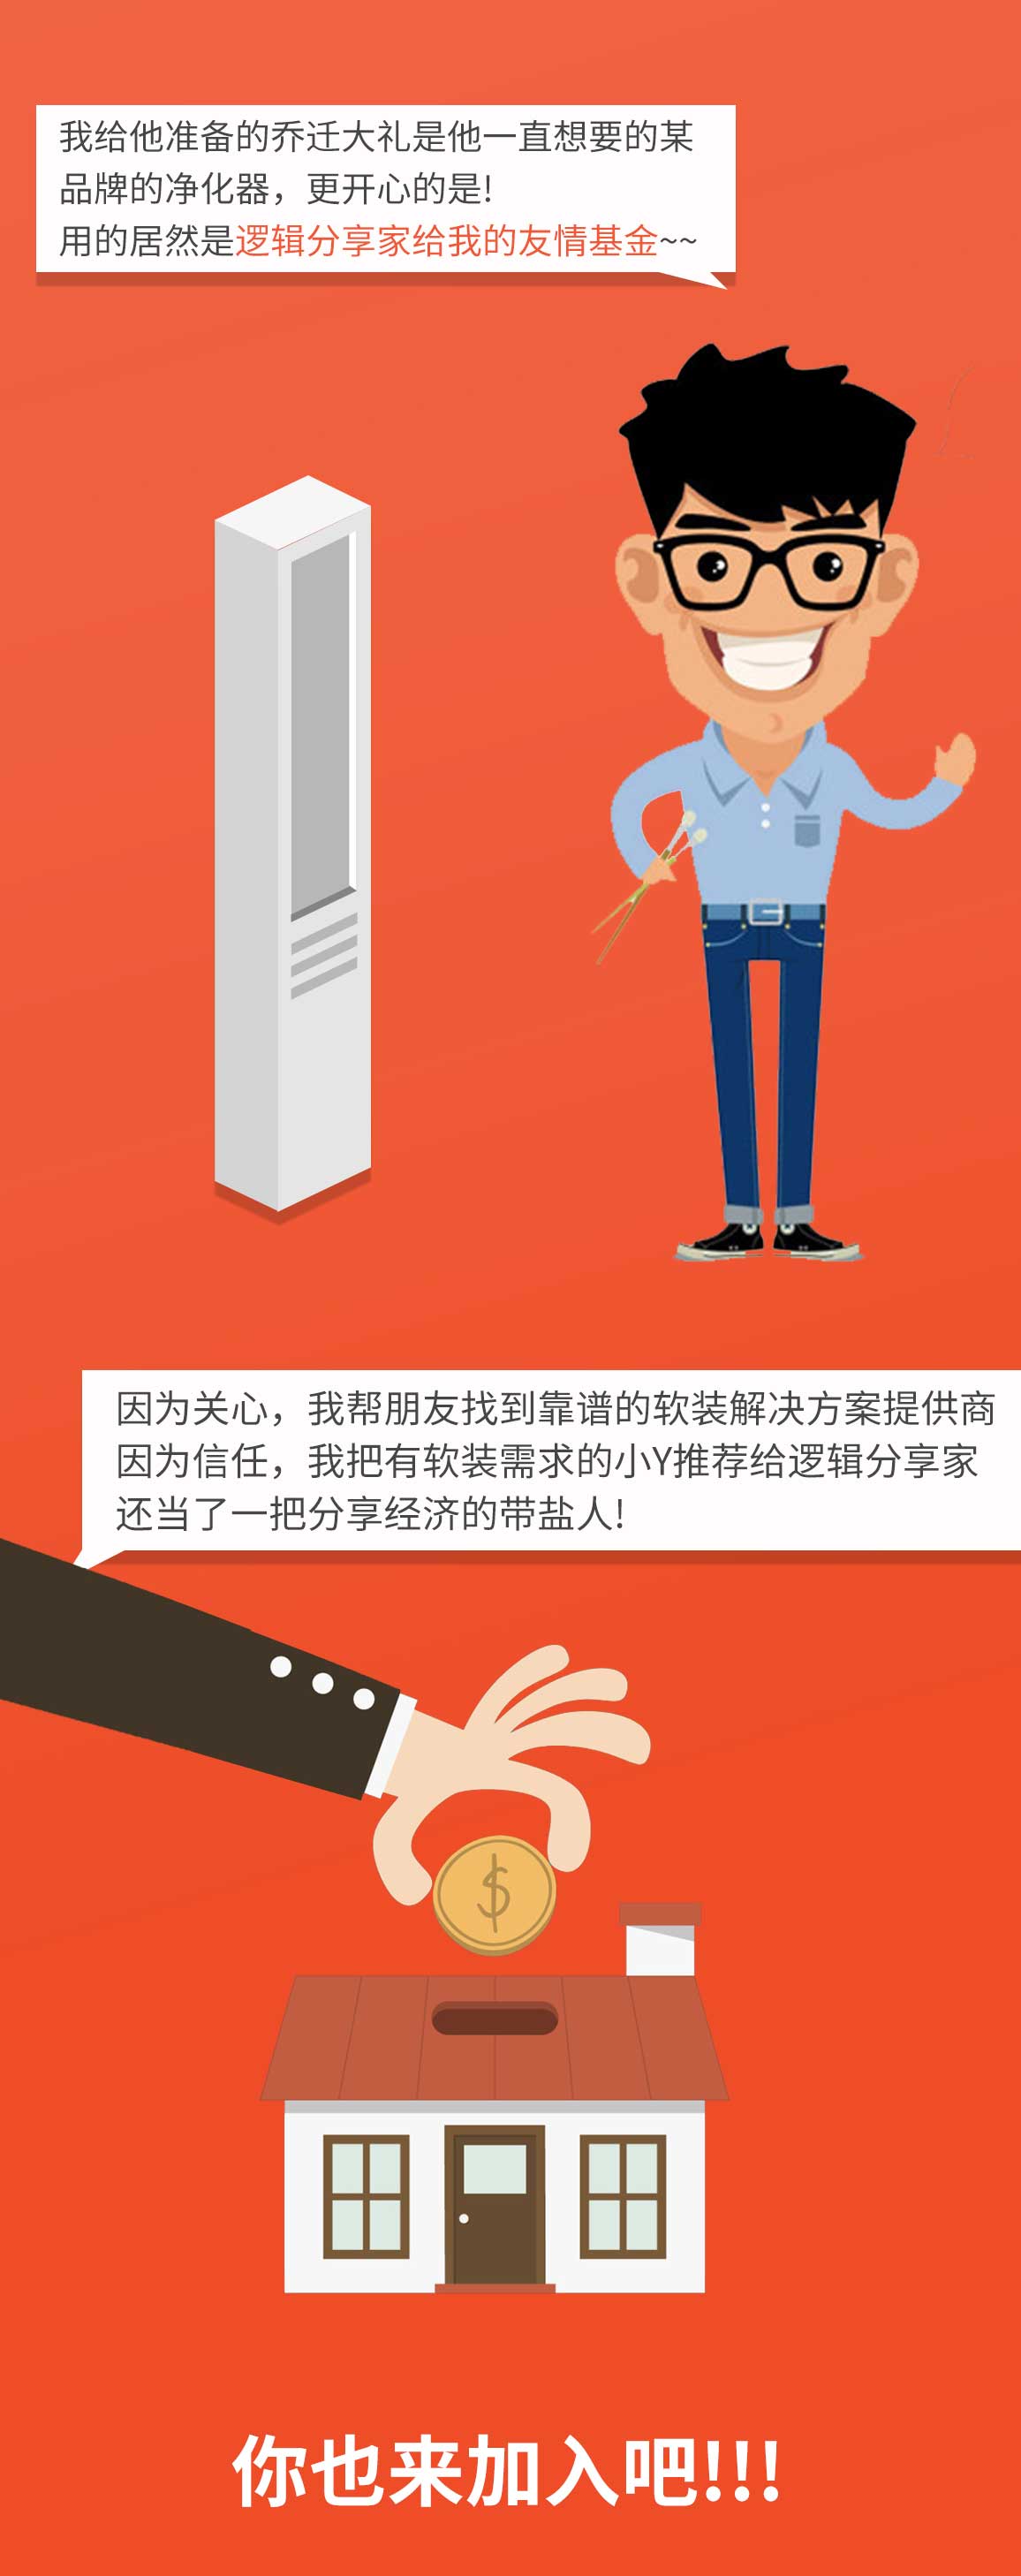 我给他准备的乔迁大礼是他一直想要的某
品牌的净化器，更开心的是!
用的居然是逻辑分享家给我的友情基金~~
因为关心，我帮朋友找到靠谱的软装解决方案提供商
因为信任，我把有软装需求的小Y推荐给逻辑分享家
还当了一把分享经济的带盐人!
$
你也来加入吧!!!